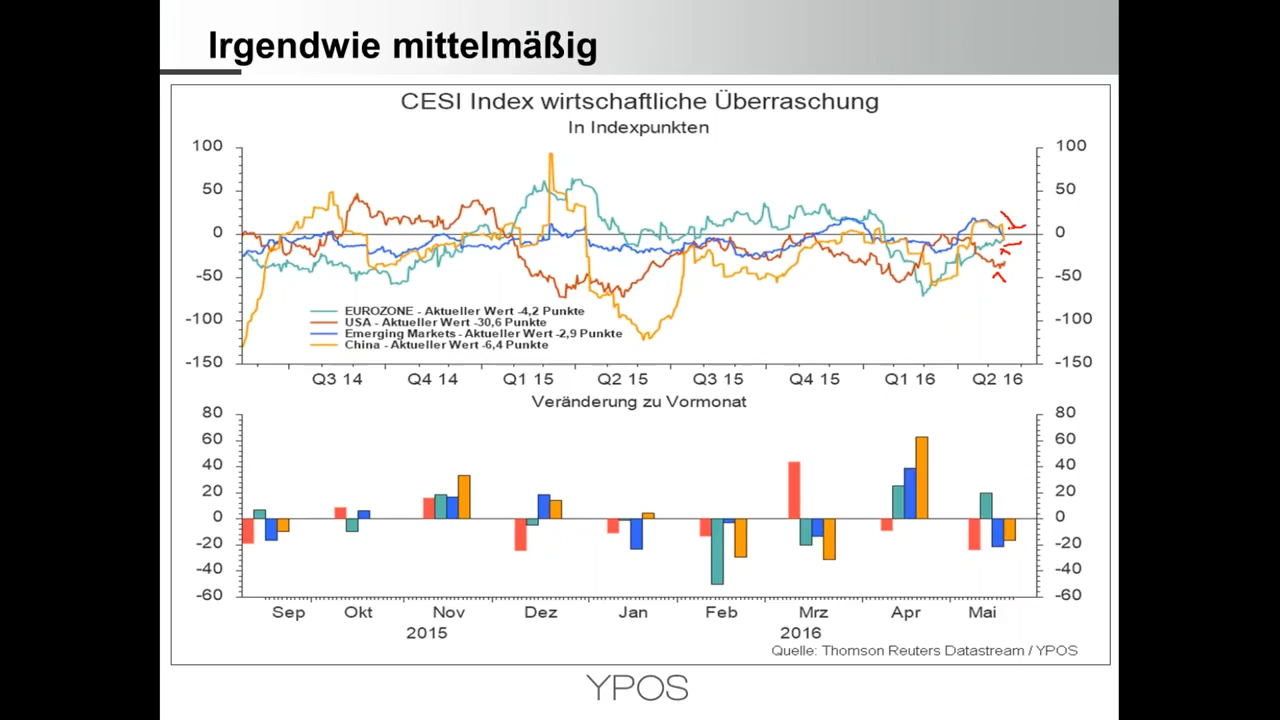 Irgendwie mittelmäßig
CESI Index wirtschaftliche Überraschung
In Indexpunkten
100 100
50 50
0 0
-50 -50
-100 -100
-150 -150
EUROZONE - Aktueller Wert -4,2 Punkte
USA - Aktueller Wert -30,6 Punkte
Emerging Markets - Aktueller Wert -2,9 Punkte
China - Aktueller Wert -6,4 Punkte
Q3 14 Q4 14 Q1 15 Q2 15 Q3 15 Q4 15 Q1 16 Q2 16
Veränderung zu Vormonat
80 80
60 60
40 40
20 20
0 0
-20 -20
-40 -40
-60 -60
Sep Okt Nov Dez Jan Feb Mrz Apr Mai
2015 2016
Quelle: Thomson Reuters Datastream / YPOS
YPOS